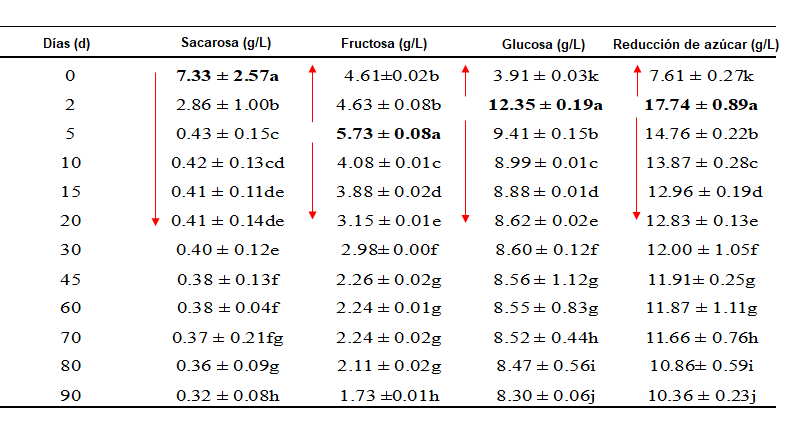 Días (d) Sacarosa (g/L) Fructosa (g/L) Glucosa (g/L) Reducción de azúcar (g/L)
0 7.33 ± 2.57a 4.61±0.02b 3.91 ± 0.03k 7.61 ± 0.27k
2 2.86 ± 1.00b 4.63 ± 0.08b 12.35 ± 0.19a 17.74 ± 0.89a
5 0.43 ± 0.15c 5.73 ± 0.08a 9.41 ± 0.15b 14.76 ± 0.22b
10 0.42 ± 0.13cd 4.08 ± 0.01c 8.99 ± 0.01c 13.87 ± 0.28c
15 0.41 ± 0.11de 3.88 ± 0.02d 8.88 ± 0.01d 12.96 ± 0.19d
20 0.41 ± 0.14de 3.15 ± 0.01e 8.62 ± 0.02e 12.83 ± 0.13e
30 0.40 ± 0.12e 2.98± 0.00f 8.60 ± 0.12f 12.00 ± 1.05f
45 0.38 ± 0.13f 2.26 ± 0.02g 8.56 ± 1.12g 11.91± 0.25g
60 0.38 ± 0.04f 2.24 ± 0.01g 8.55 ± 0.83g 11.87 ± 1.11g
70 0.37 ± 0.21fg 2.24 ± 0.02g 8.52 ± 0.44h 11.66 ± 0.76h
80 0.36 ± 0.09g 2.11 ± 0.02g 8.47 ± 0.56i 10.86± 0.59i
90 0.32 ± 0.08h 1.73 ±0.01h 8.30 ± 0.06j 10.36 ± 0.23j